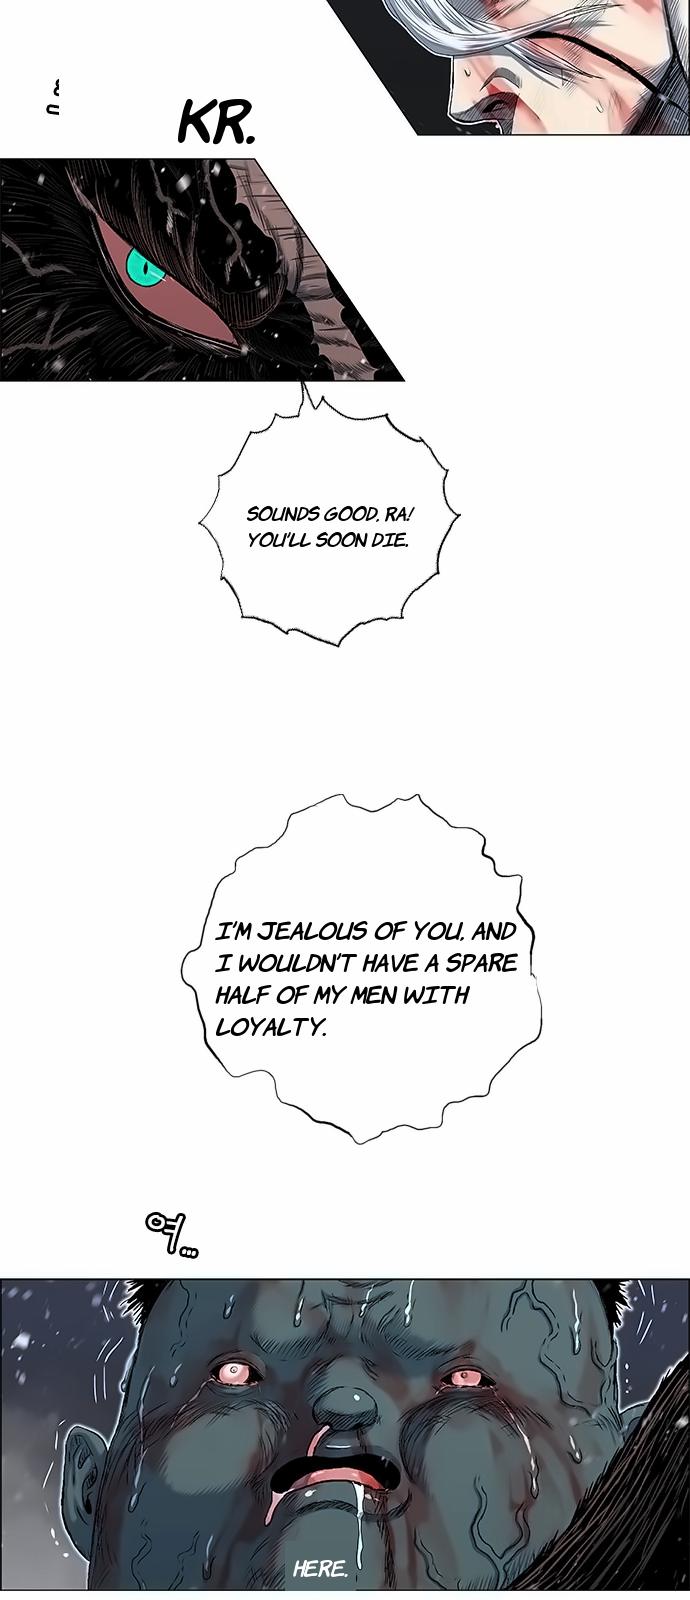 KR.
SOUNDS GOOD, RA!
YOU'LL SOON DIE.
I'M JEALOUS OF YOU, AND
I WOULDN'T HAVE A SPARE
HALF OF MY MEN WITH
LOYALTY.
여...
HERE.